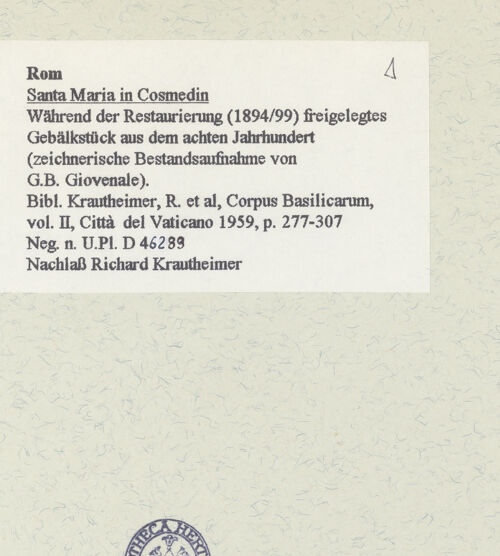 Rom
Santa Maria in Cosmedin
Während der Restaurierung (1894/99) freigelegtes
Gebälkstück aus dem achten Jahrhundert
(zeichnerische Bestandsaufnahme von
G.B. Giovenale).
Bibl. Krautheimer, R. et al, Corpus Basilicarum,
vol. II, Città del Vaticano 1959, p. 277-307
Neg. n. U.Pl. D 46289
Nachlaß Richard Krautheimer